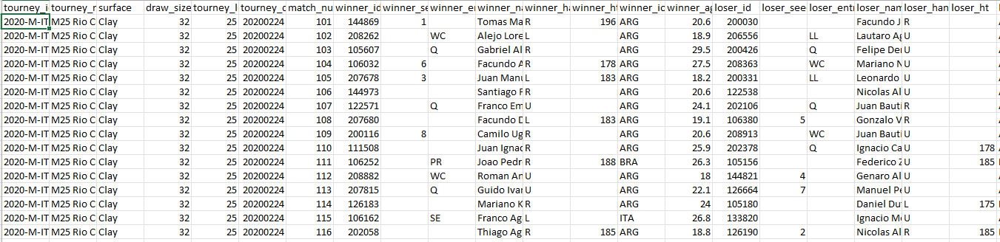 tourney_i tourney_r surface draw_size tourney_l tourney_c match_nu winner_id winner_se winner_er winner_na winner_ha winner_ht winner_io winner_ag loser_id loser_see loser_entr loser_nam loser_han loser_ht
2020-M-IT M25 Rio C Clay 32 25 20200224 101 144869 1 Tomas Ma R 196 ARG 20.6 200030 Facundo J R
2020-M-IT M25 Rio C Clay 32 25 20200224 102 208262 WC Alejo Lore L ARG 18.9 206556 LL Lautaro Ag U
2020-M-IT M25 Rio C Clay 32 25 20200224 103 105607 Q Gabriel Al R ARG 29.5 200426 Q Felipe Der U
2020-M-IT M25 Rio C Clay 32 25 20200224 104 106032 6 Facundo A R 178 ARG 27.5 208363 WC Mariano N U
2020-M-IT M25 Rio C Clay 32 25 20200224 105 207678 3 Juan Manu L 183 ARG 18.2 200331 LL Leonardo U
2020-M-IT M25 Rio C Clay 32 25 20200224 106 144973 Santiago F R ARG 20.6 122538 Nicolas Al U
2020-M-IT M25 Rio C Clay 32 25 20200224 107 122571 Q Franco Em U ARG 24.1 202106 Q Juan Bauti R
2020-M-IT M25 Rio C Clay 32 25 20200224 108 207680 Facundo D L 183 ARG 19.1 106380 5 Gonzalo V R
2020-M-IT M25 Rio C Clay 32 25 20200224 109 200116 8 Camilo Ug R ARG 20.6 208913 WC Juan Bauti U
2020-M-IT M25 Rio C Clay 32 25 20200224 110 111508 Juan Ignac R ARG 25.9 202378 Q Ignacio Ca U 178
2020-M-IT M25 Rio C Clay 32 25 20200224 111 106252 PR Joao Pedr R 188 BRA 26.3 105156 Federico Z U 185
2020-M-IT M25 Rio C Clay 32 25 20200224 112 208882 WC Roman An U ARG 18 144821 4 Genaro Al U
2020-M-IT M25 Rio C Clay 32 25 20200224 113 207815 Q Guido Ivar U ARG 22.1 126664 7 Manuel Pe U
2020-M-IT M25 Rio C Clay 32 25 20200224 114 126183 Mariano K R ARG 24 105180 Daniel Dut L 175
2020-M-IT M25 Rio C Clay 32 25 20200224 115 106162 SE Franco Ag L ITA 26.8 133820 Ignacio Mo U
2020-M-IT M25 Rio C Clay 32 25 20200224 116 202058 Thiago Ag R 185 ARG 18.8 126190 2 Nicolas Al R 185